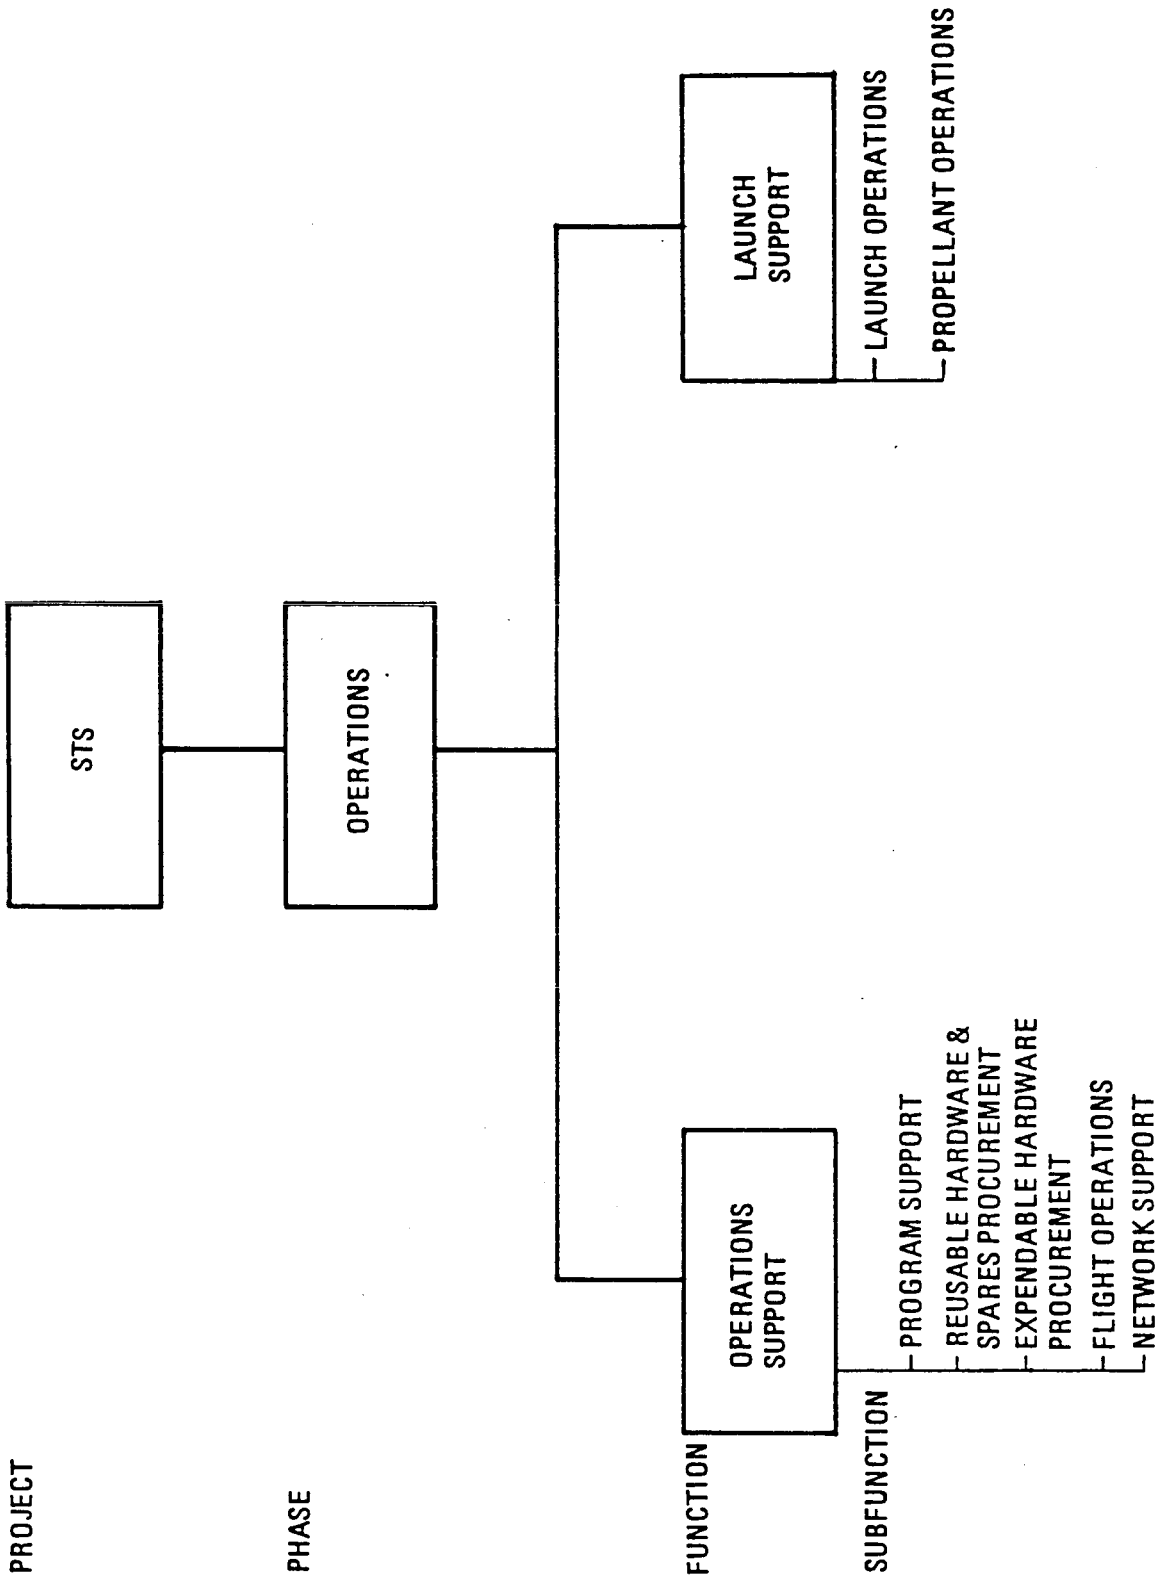 PROJECT
STS
PHASE
OPERATIONS
FUNCTION
OPERATIONS
SUPPORT
LAUNCH
SUPPORT
SUBFUNCTION
PROGRAM SUPPORT
REUSABLE HARDWARE &
SPARES PROCUREMENT
EXPENDABLE HARDWARE
PROCUREMENT
FLIGHT OPERATIONS
NETWORK SUPPORT
LAUNCH OPERATIONS
PROPELLANT OPERATIONS